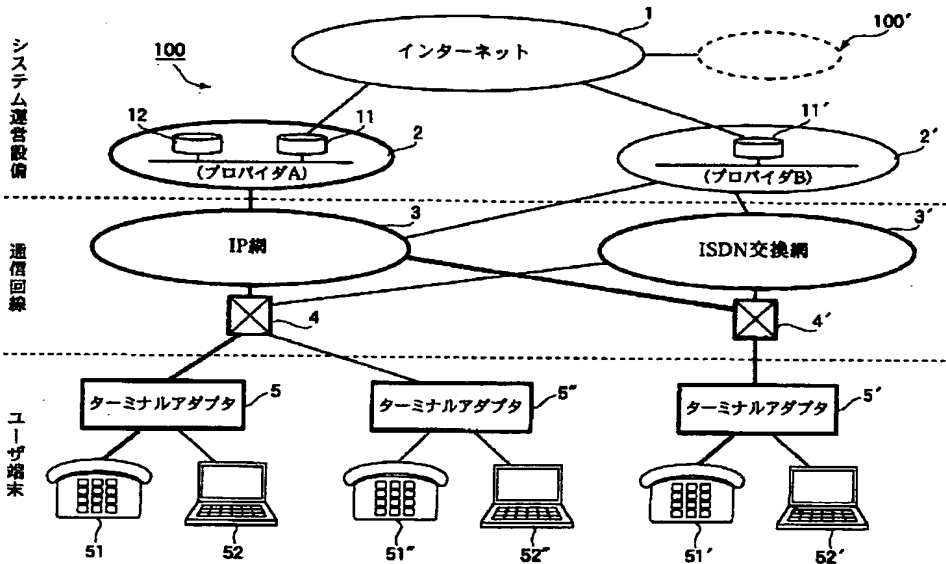 1
100′
インターネット
100
システム運営設備
12
11
2
11′
2′
(プロバイダA)
(プロバイダB)
3
3′
IP網
ISDN交換網
通信回線
4
4′
ターミナルアダプタ
5
ターミナルアダプタ
5″
ターミナルアダプタ
5′
ユーザ端末
51
52
51″
52″
51′
52′